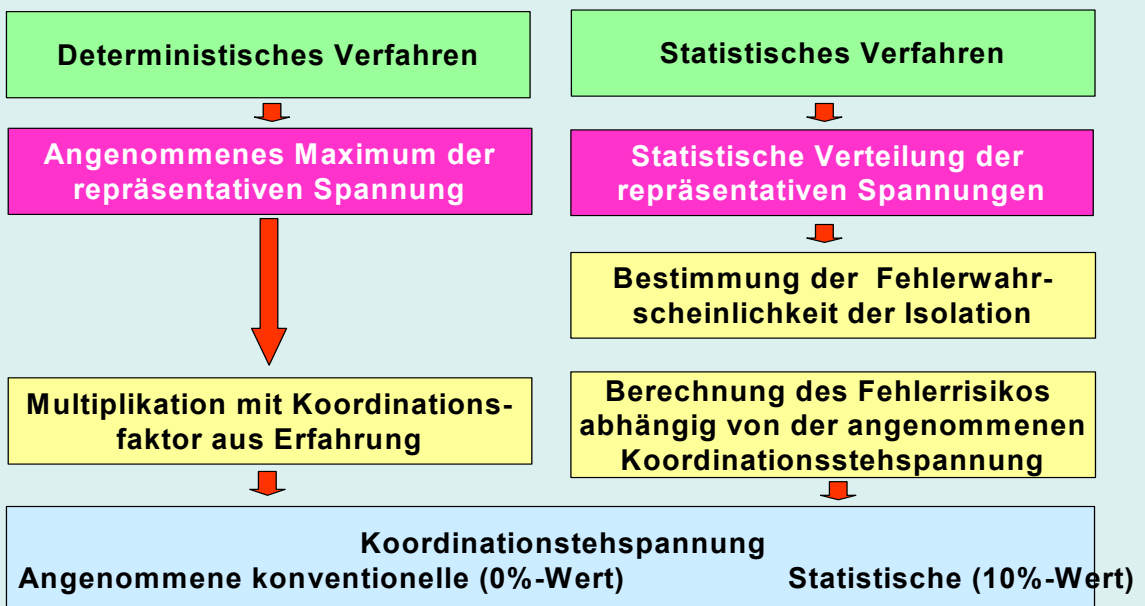 Deterministisches Verfahren
Statistisches Verfahren
Angenommenes Maximum der
repräsentativen Spannung
Statistische Verteilung der
repräsentativen Spannungen
Bestimmung der Fehlerwahr-
scheinlichkeit der Isolation
Multiplikation mit Koordinations-
faktor aus Erfahrung
Berechnung des Fehlerrisikos
abhängig von der angenommenen
Koordinationsstehspannung
Koordinationstehspannung
Angenommene konventionelle (0%-Wert) Statistische (10%-Wert)